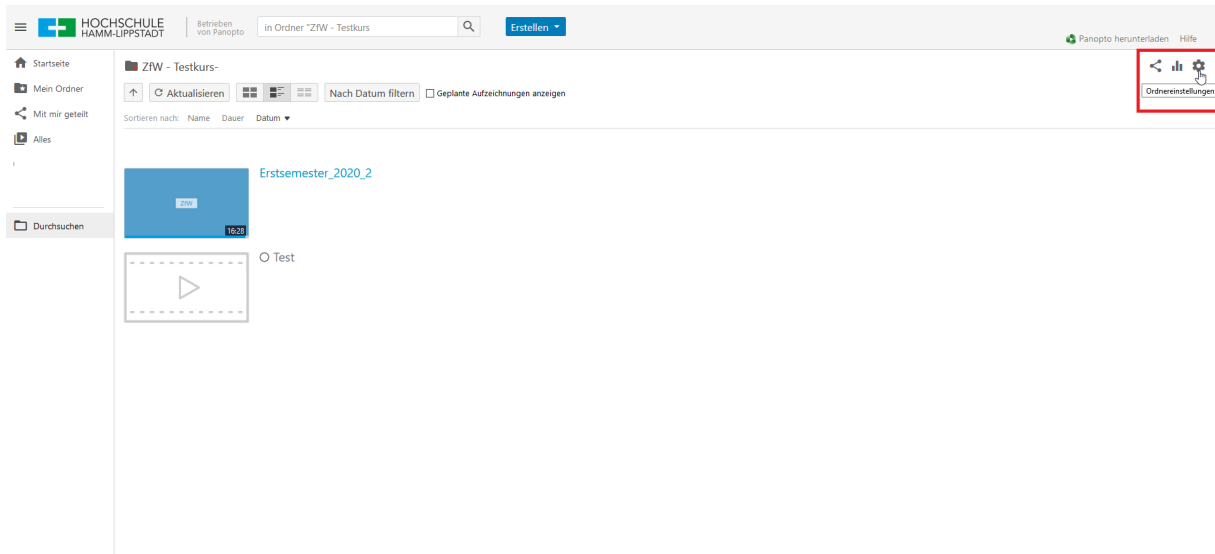 HOCHSCHULE
HAMM-LIPPSTADT
Betrieben
von Panopto
in Ordner "ZfW - Testkurs
Erstellen
Panopto herunterladen Hilfe
Startseite
Mein Ordner
Mit mir geteilt
Alles
Durchsuchen
ZfW - Testkurs-
Ordnereinstellungen
Aktualisieren Nach Datum filtern Geplante Aufzeichnungen anzeigen
Sortieren nach: Name Dauer Datum
Erstsemester_2020_2
ZfW
16:28
Test